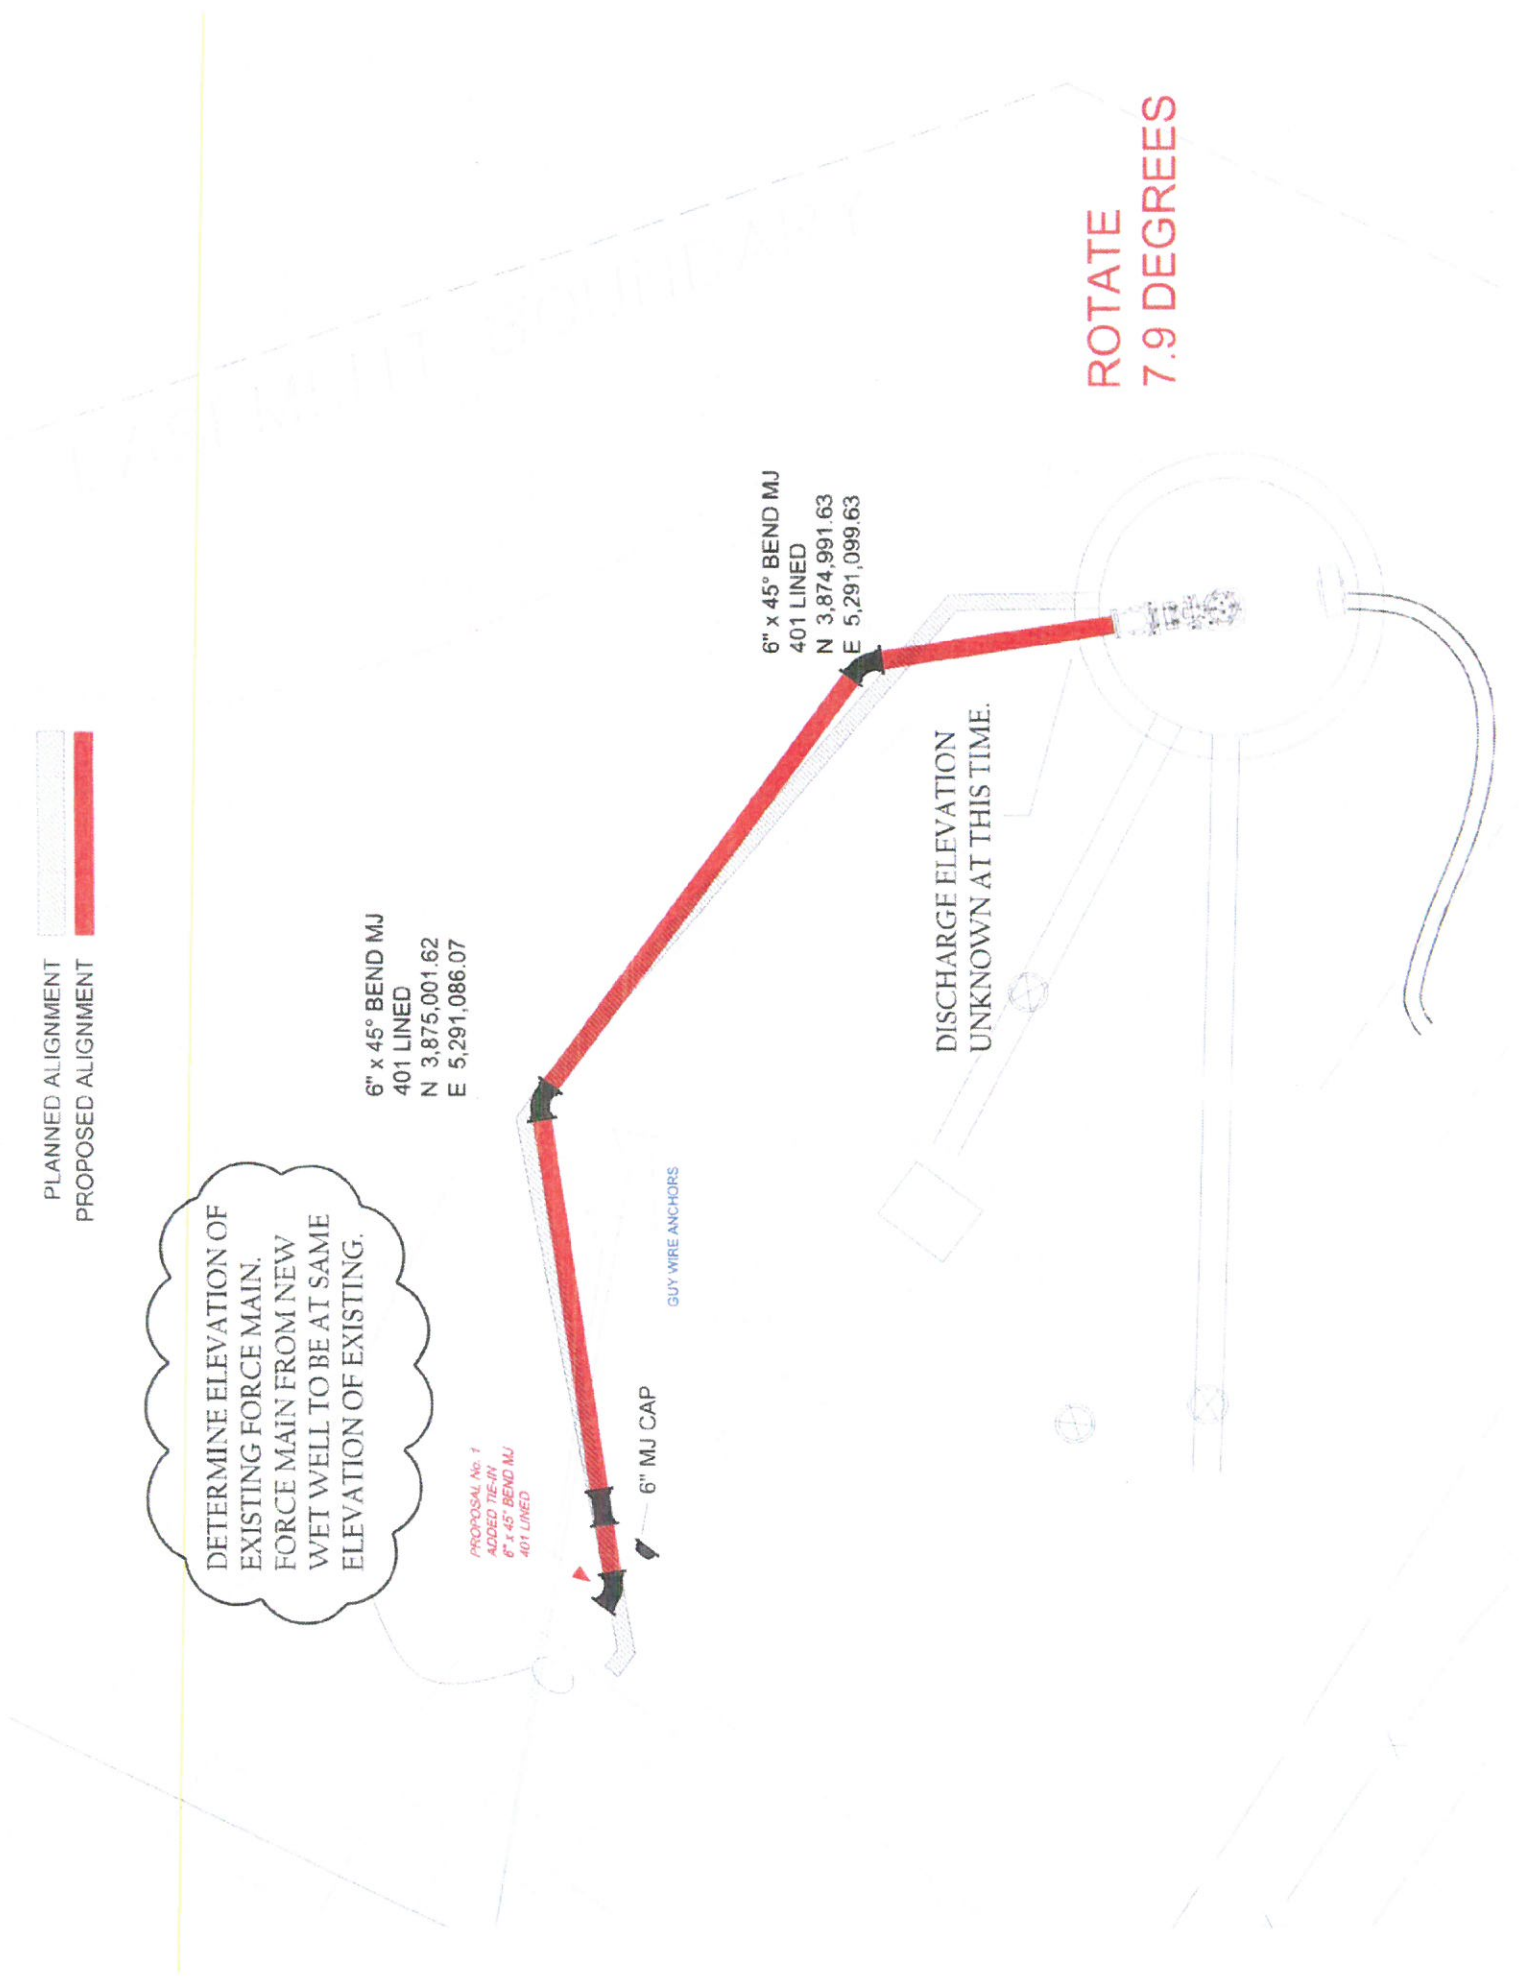 PLANNED ALIGNMENT
PROPOSED ALIGNMENT
DETERMINE ELEVATION OF
EXISTING FORCE MAIN.
FORCE MAIN FROM NEW
WET WELL TO BE AT SAME
ELEVATION OF EXISTING.
6" x 45° BEND MJ
401 LINED
N 3,875,001.62
E 5,291,086.07
PROPOSAL No. 1
ADDED TIE-IN
6" x 45° BEND MJ
401 LINED
6" MJ CAP
GUY WIRE ANCHORS
6" x 45° BEND MJ
401 LINED
N 3,874,991.63
E 5,291,099.63
DISCHARGE ELEVATION
UNKNOWN AT THIS TIME.
ROTATE
7.9 DEGREES
EASEMENT BOUNDARY